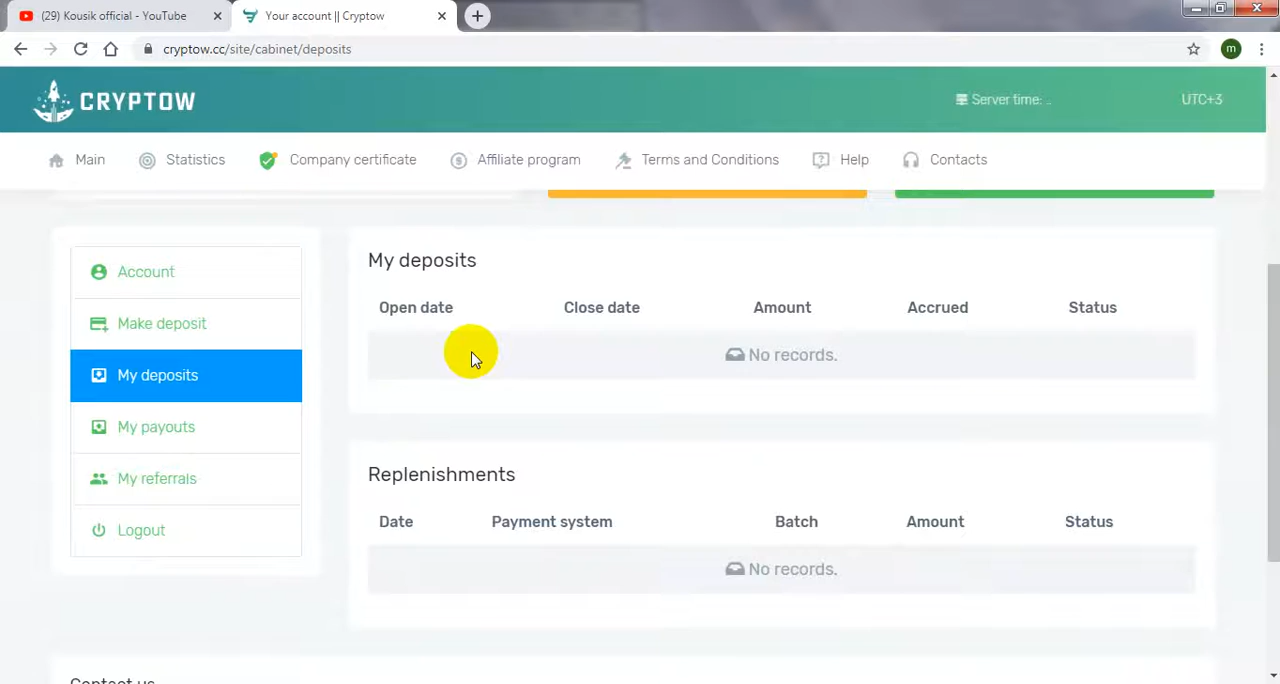 (29) Kousik official - YouTube
Your account || Cryptow
cryptow.cc/site/cabinet/deposits
m
CRYPTOW
Server time: ..
UTC+3
Main
Statistics
Company certificate
Affiliate program
Terms and Conditions
Help
Contacts
Account
Make deposit
My deposits
My payouts
My referrals
Logout
My deposits
Open date Close date Amount Accrued Status
No records.
Replenishments
Date Payment system Batch Amount Status
No records.
Contact us